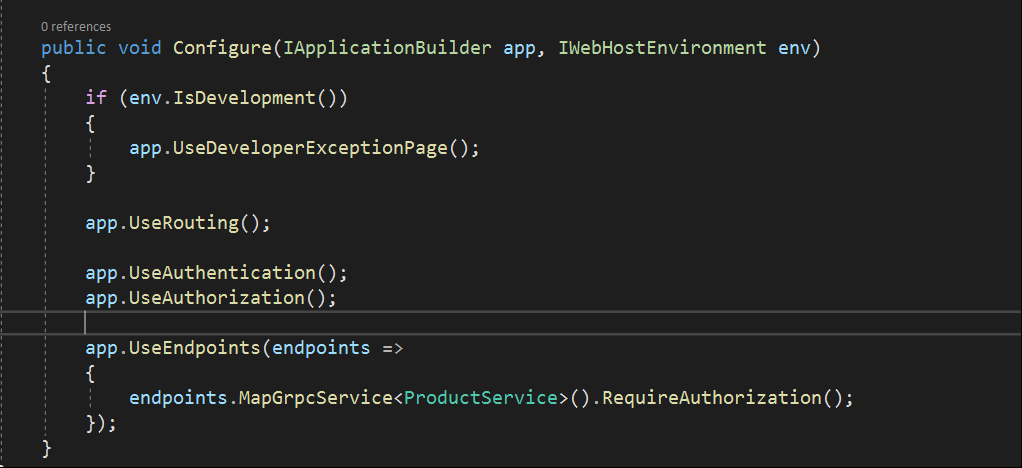 0 references
public void Configure(IApplicationBuilder app, IWebHostEnvironment env)
{
if (env.IsDevelopment())
{
app.UseDeveloperExceptionPage();
}
app.UseRouting();
app.UseAuthentication();
app.UseAuthorization();
app.UseEndpoints(endpoints =>
{
endpoints.MapGrpcService<ProductService>().RequireAuthorization();
});
}